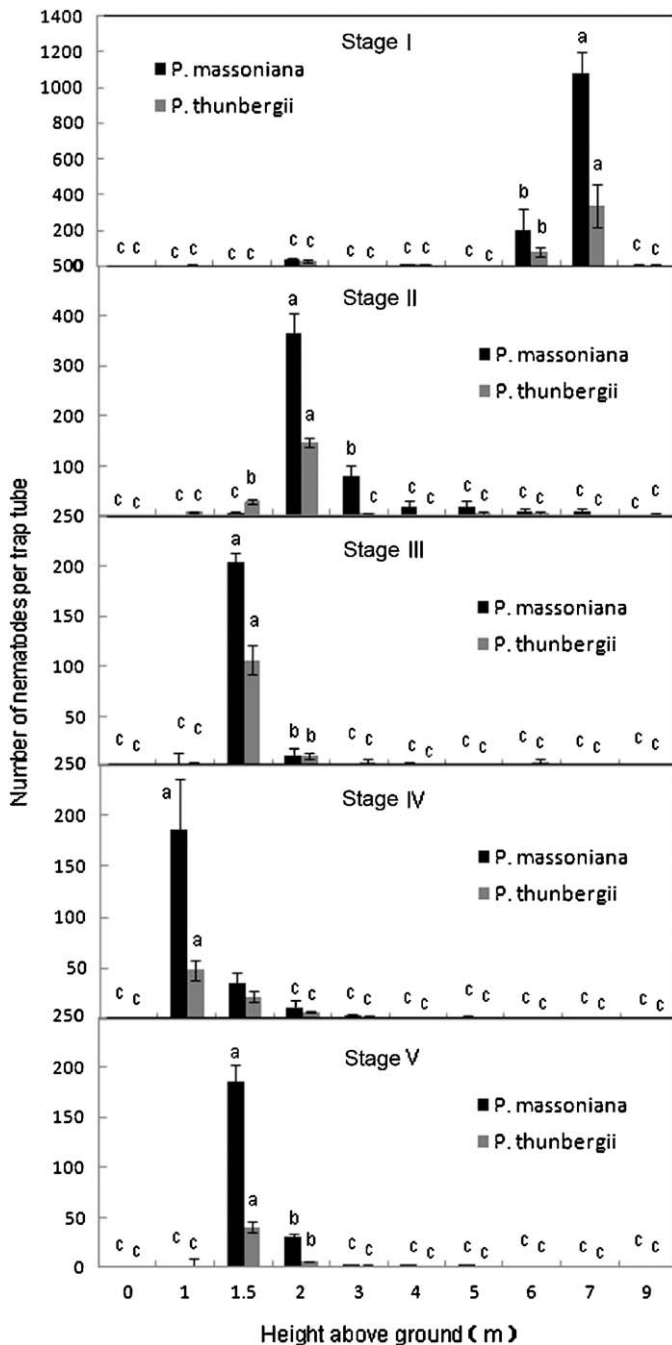 Number of nematodes per trap tube
1400
1200
1000
800
600
400
200
500
Stage I
P. massoniana
P. thunbergii
c c c c c c c c c c c c c c b b a a c c
400
300
200
100
250
Stage II
P. massoniana
P. thunbergii
c c c c c b a a b c c c c c c c c c c c
200
150
100
50
250
Stage III
P. massoniana
P. thunbergii
c c c c a a b b c c c c c c c c c c c c
200
150
100
50
250
Stage IV
P. massoniana
P. thunbergii
c c a a c c c c c c c c c c c c c c
200
150
100
50
0
Stage V
P. massoniana
P. thunbergii
c c c c a a b b c c c c c c c c c c c c
0 1 1.5 2 3 4 5 6 7 9
Height above ground ( m )